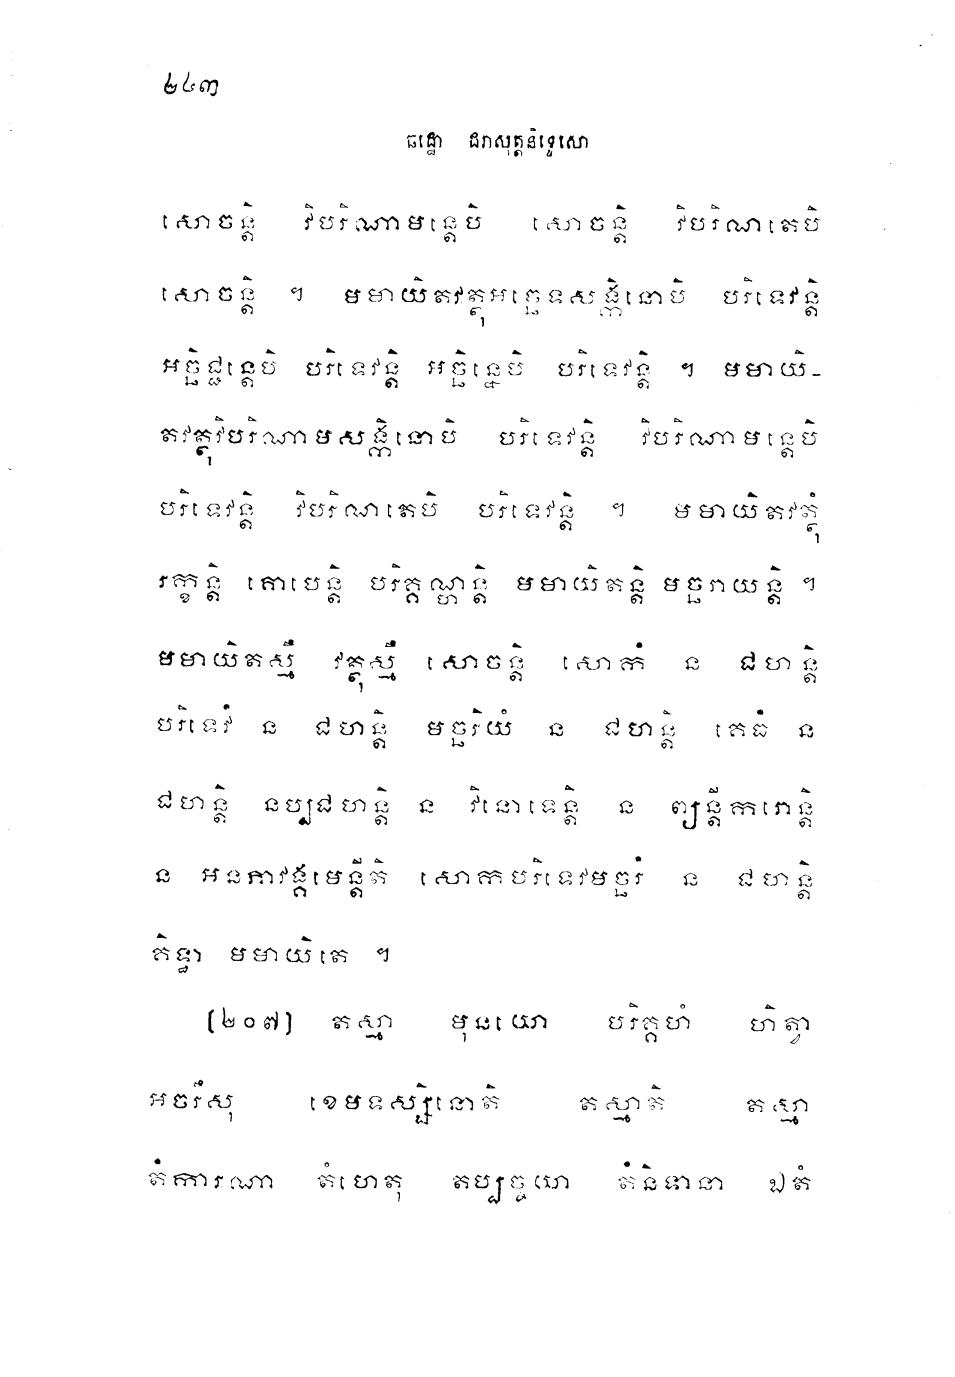 ២៤៣
ឆដ្ឋោ ជរាសុត្តនិទ្ទេសោ
សោចន្តិ វិបរិណាមន្តេបិ សោចន្តិ វិបរិណតេបិ
សោចន្តិ ។ មមាយិតវត្ថុអច្ឆេទសង្កិនោបិ បរិទេវន្តិ
អច្ឆិជ្ជន្តេបិ បរិទេវន្តិ អច្ឆិន្នេបិ បរិទេវន្តិ ។ មមាយិ-
តវត្ថុវិបរិណាមសង្កិនោបិ បរិទេវន្តិ វិបរិណាមន្តេបិ
បរិទេវន្តិ វិបរិណតេបិ បរិទេវន្តិ ។ មមាយិតវត្ថុំ
រក្ខន្តិ គោបេន្តិ បរិគ្គណ្ហន្តិ មមាយិតន្តិ មច្ឆរាយន្តិ ។
មមាយិតស្មឹ វត្ថុស្មឹ សោចន្តិ សោកំ ន ជហន្តិ
បរិទេវំ ន ជហន្តិ មច្ឆរិយំ ន ជហន្តិ គេធំ ន
ជហន្តិ នប្បជហន្តិ ន វិនោទេន្តិ ន ព្យន្តីករោន្តិ
ន អនភាវង្គមេន្តីតិ សោកបរិទេវមច្ឆរំ ន ជហន្តិ
គិទ្ធា មមាយិតេ ។
[២០៧] តស្មា មុនយោ បរិគ្គហំ ហិត្វា
អចរឹសុ ខេមទស្សិនោតិ តស្មាតិ តស្មា
តំការណា តំហេតុ តប្បច្ចយា តំនិទានា ឯតំ